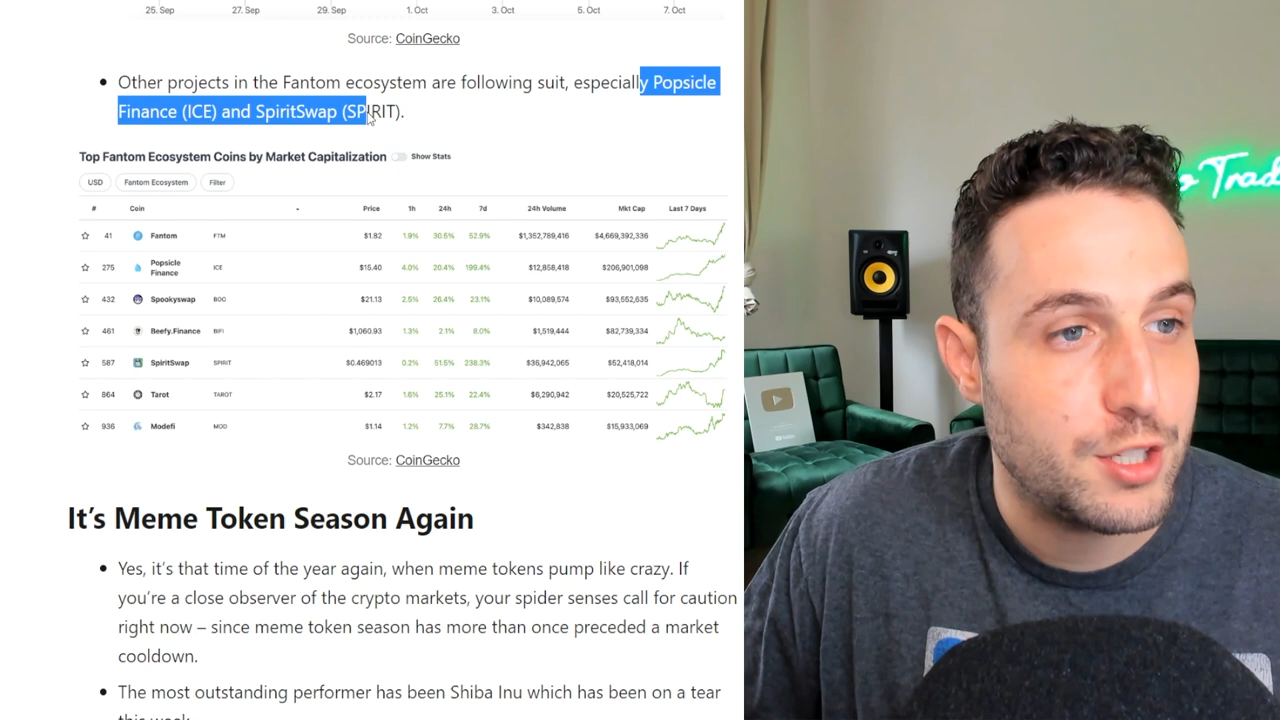 25. Sep 27. Sep 29. Sep 1. Oct 3. Oct 5. Oct 7. Oct
Source: CoinGecko
Other projects in the Fantom ecosystem are following suit, especially Popsicle
Finance (ICE) and SpiritSwap (SPIRIT).
Top Fantom Ecosystem Coins by Market Capitalization Show Stats
USD Fantom Ecosystem Filter
# Coin Price 1h 24h 7d 24h Volume Mkt Cap Last 7 Days
41 Fantom FTM $1.82 1.9% 30.5% 52.9% $1,352,789,416 $4,669,392,336
275 Popsicle Finance ICE $15.40 4.0% 20.4% 199.4% $12,858,418 $206,901,098
432 Spookyswap BOO $21.13 2.5% 26.4% 23.1% $10,089,574 $93,552,635
461 Beefy.Finance BIFI $1,060.93 1.3% 2.1% 8.0% $1,519,444 $82,739,334
587 SpiritSwap SPIRIT $0.469013 0.2% 51.5% 238.3% $35,942,065 $52,418,014
864 Tarot TAROT $2.17 1.6% 25.1% 22.4% $6,290,942 $20,525,722
936 Modefi MOD $1.14 1.2% 7.7% 28.7% $342,838 $15,933,069
Source: CoinGecko
It's Meme Token Season Again
Yes, it's that time of the year again, when meme tokens pump like crazy. If
you're a close observer of the crypto markets, your spider senses call for caution
right now – since meme token season has more than once preceded a market
cooldown.
The most outstanding performer has been Shiba Inu which has been on a tear
this week